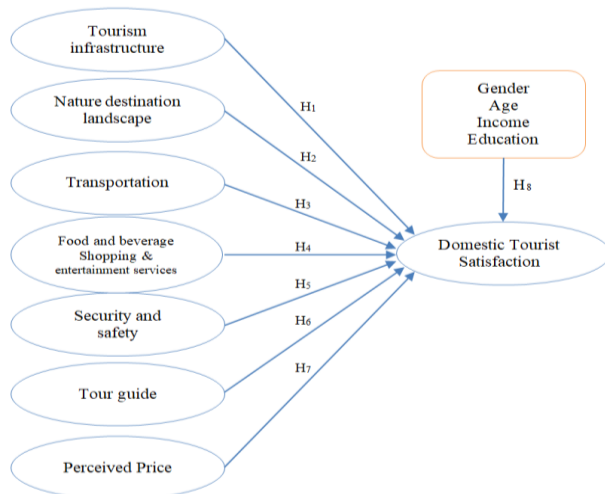 Tourism
infrastructure
Nature destination
landscape
Transportation
Food and beverage
Shopping &
entertainment services
Security and
safety
Tour guide
Perceived Price
H1
H2
H3
H4
H5
H6
H7
Gender
Age
Income
Education
H8
Domestic Tourist
Satisfaction